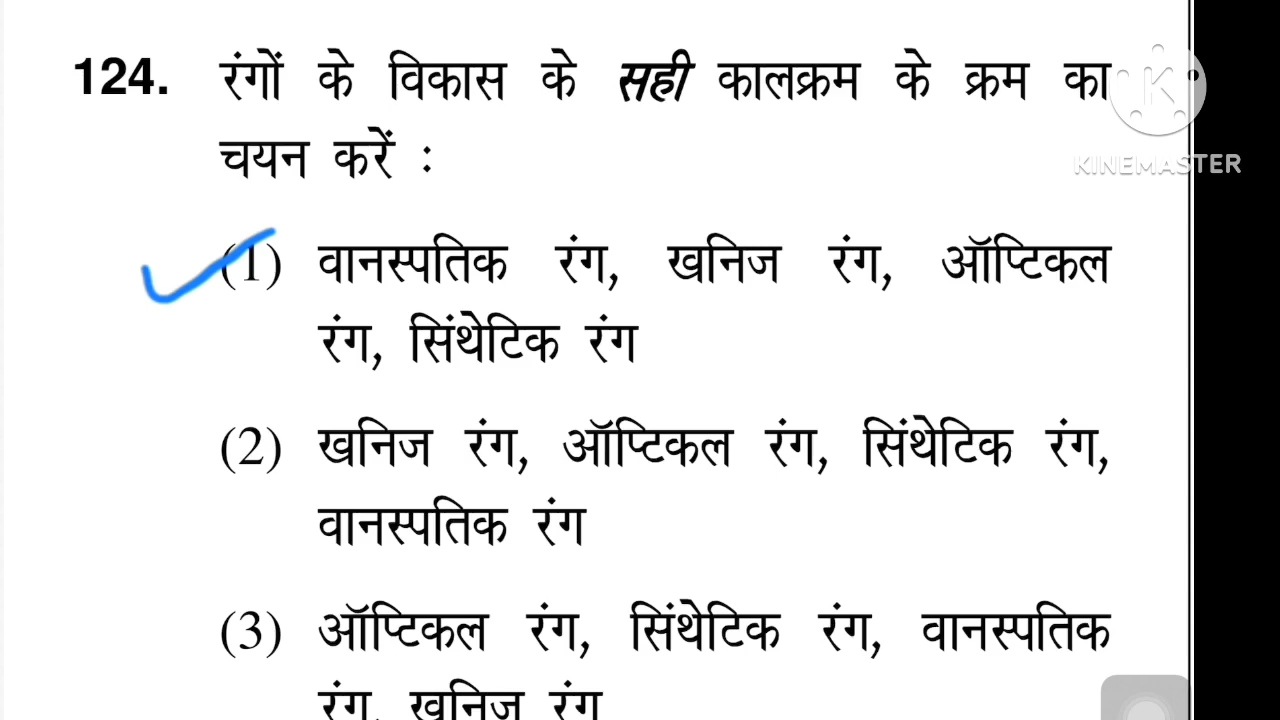 124. रंगों के विकास के सही कालक्रम के क्रम का
चयन करें :
KINEMASTER
(1) वानस्पतिक रंग, खनिज रंग, ऑप्टिकल
रंग, सिंथेटिक रंग
(2) खनिज रंग, ऑप्टिकल रंग, सिंथेटिक रंग,
वानस्पतिक रंग
(3) ऑप्टिकल रंग, सिंथेटिक रंग, वानस्पतिक
रंग, खनिज रंग